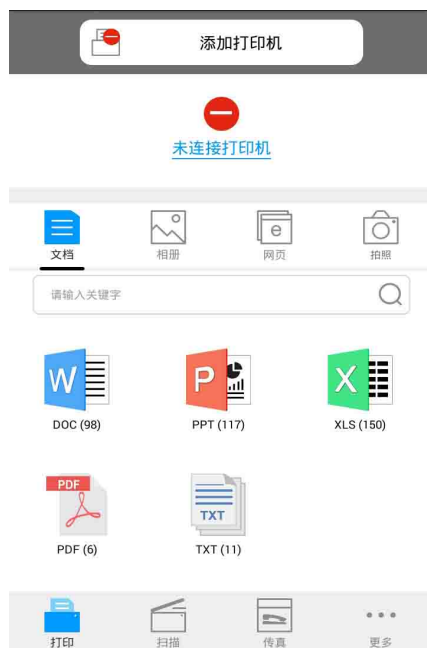 添加打印机
未连接打印机
文档
相册
e
网页
拍照
请输入关键字
W
P
X
DOC (98)
PPT (117)
XLS (150)
PDF
TXT
PDF (6)
TXT (11)
打印
扫描
传真
更多